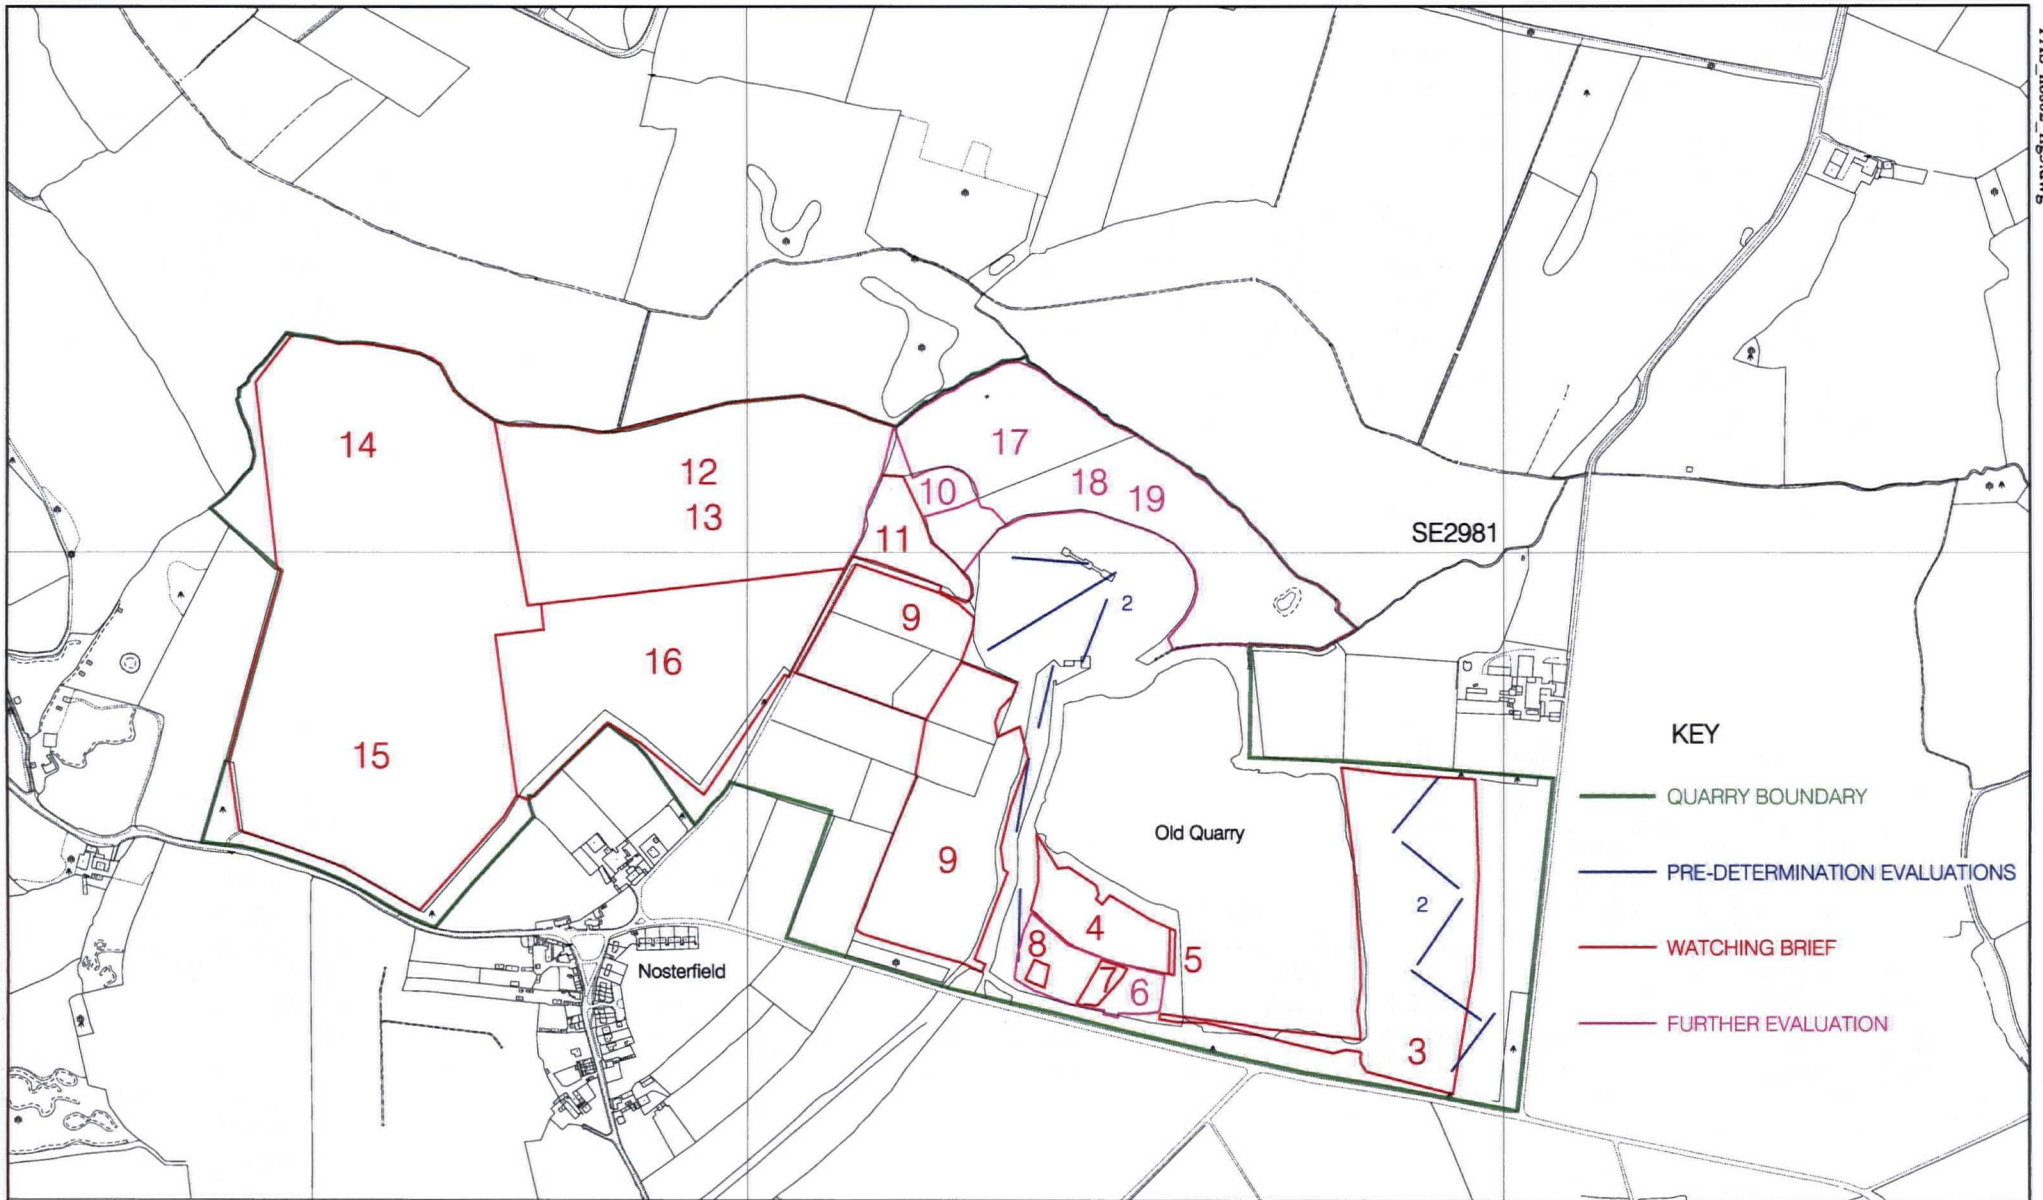 14
12
13
17
10
18
19
11
SE2981
2
9
16
15
KEY
QUARRY BOUNDARY
Old Quarry
9
PRE-DETERMINATION EVALUATIONS
2
4
8
5
WATCHING BRIEF
Nosterfield
7
6
FURTHER EVALUATION
3